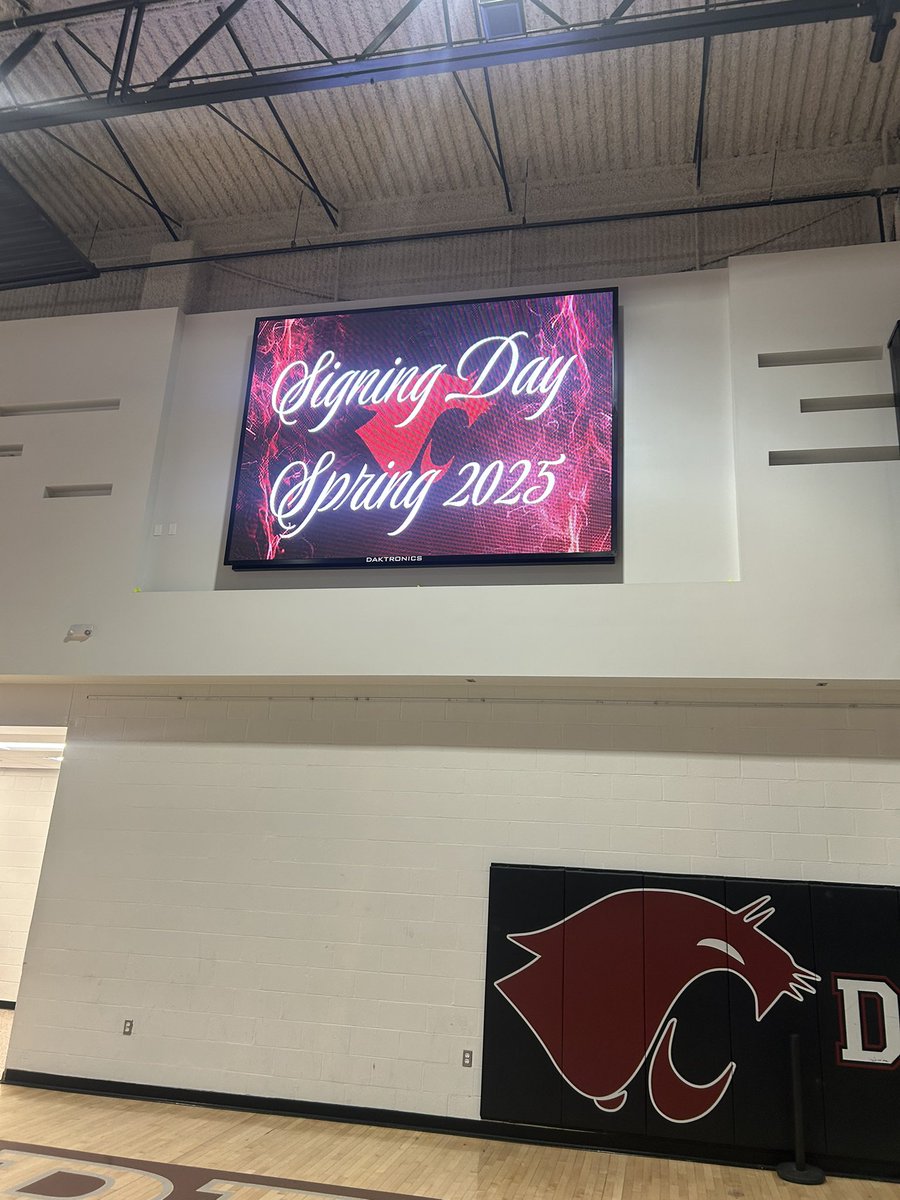 Signing Day
Spring 2025
DAKTRONICS
D